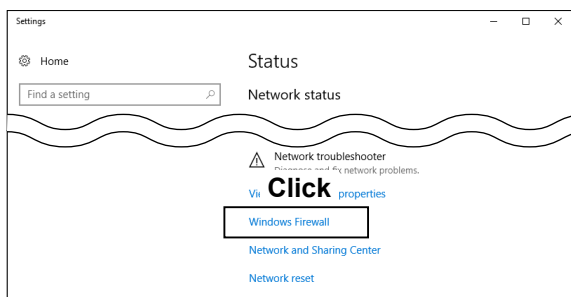 Settings
Home
Status
Find a setting
Network status
Network troubleshooter
Diagnose and fix network problems.
Click
properties
Windows Firewall
Network and Sharing Center
Network reset